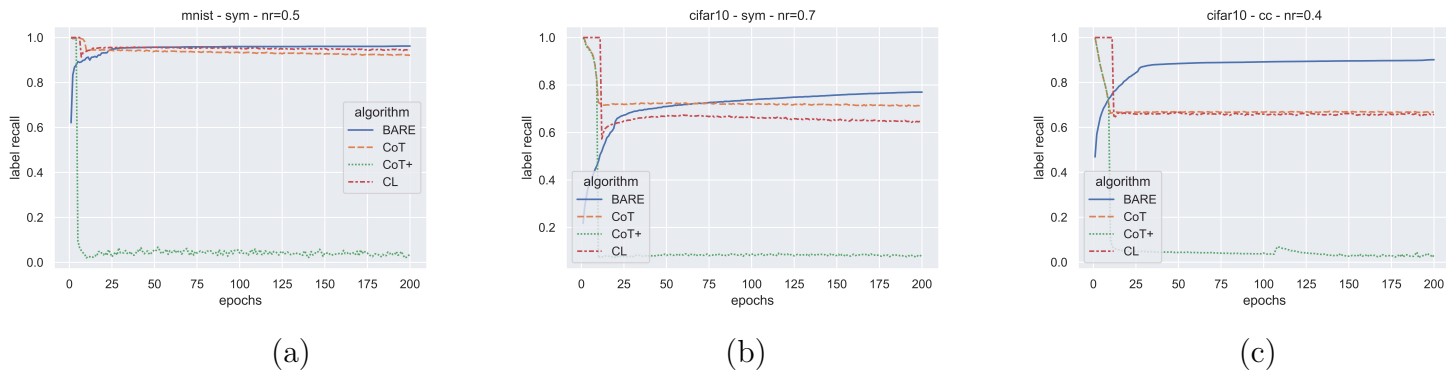 mnist - sym - nr=0.5
1.0
0.8
0.6
0.4
0.2
0.0
label recall
algorithm
BARE
CoT
CoT+
CL
0 25 50 75 100 125 150 175 200
epochs
(a)
cifar10 - sym - nr=0.7
1.0
0.8
0.6
0.4
0.2
label recall
algorithm
BARE
CoT
CoT+
CL
0 25 50 75 100 125 150 175 200
epochs
(b)
cifar10 - cc - nr=0.4
1.0
0.8
0.6
0.4
0.2
0.0
label recall
algorithm
BARE
CoT
CoT+
CL
0 25 50 75 100 125 150 175 200
epochs
(c)